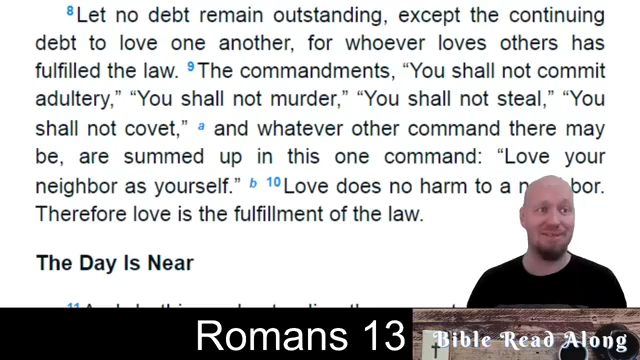 8 Let no debt remain outstanding, except the continuing
debt to love one another, for whoever loves others has
fulfilled the law. 9 The commandments, “You shall not commit
adultery,” “You shall not murder,” “You shall not steal,” “You
shall not covet,” a and whatever other command there may
be, are summed up in this one command: “Love your
neighbor as yourself.” b 10 Love does no harm to a
Therefore love is the fulfillment of the law.
The Day Is Near
11
Romans 13
Bible Read Along